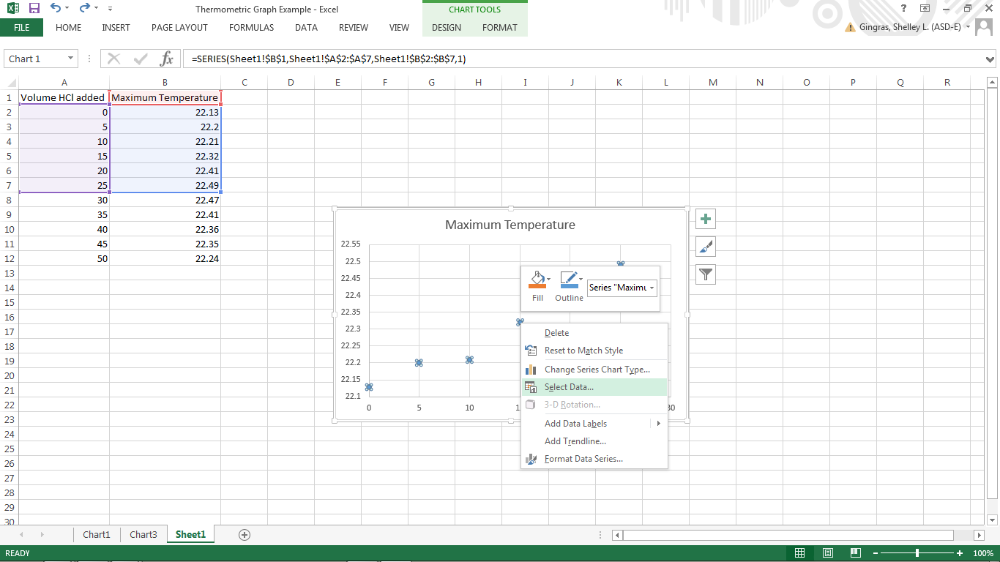 Thermometric Graph Example - Excel
CHART TOOLS
?
FILE HOME INSERT PAGE LAYOUT FORMULAS DATA REVIEW VIEW DESIGN FORMAT
Gingras, Shelley L. (ASD-E)
Chart 1 fx =SERIES(Sheet1!$B$1,Sheet1!$A$2:$A$7,Sheet1!$B$2:$B$7,1)
A B C D E F G H I J K L M N O P Q R
1 Volume HCl added Maximum Temperature
2 0 22.13
3 5 22.2
4 10 22.21
5 15 22.32
6 20 22.41
7 25 22.49
8 30 22.47
9 35 22.41
10 40 22.36
11 45 22.35
12 50 22.24
13
14
15
16
17
18
19
20
21
22
23
24
25
26
27
28
29
30
Maximum Temperature
22.55
22.5
22.45
22.4
22.35
22.3
22.25
22.2
22.15
22.1
0 5 10 1 30
Fill Outline Series "Maximu
Delete
Reset to Match Style
Change Series Chart Type...
Select Data...
3-D Rotation...
Add Data Labels
Add Trendline...
Format Data Series...
Chart1 Chart3 Sheet1
READY
100%